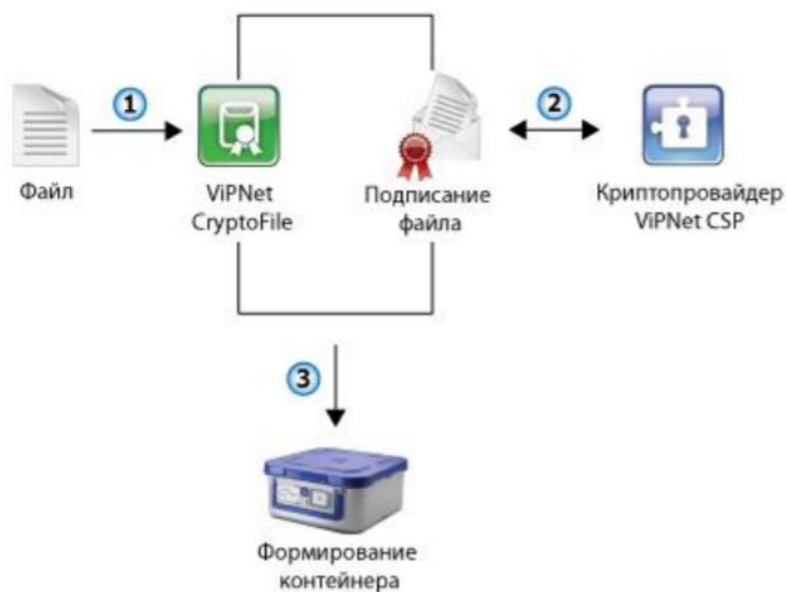 1
2
Файл
ViPNet
CryptoFile
Подписание
файла
Криптопровайдер
ViPNet CSP
3
Формирование
контейнера